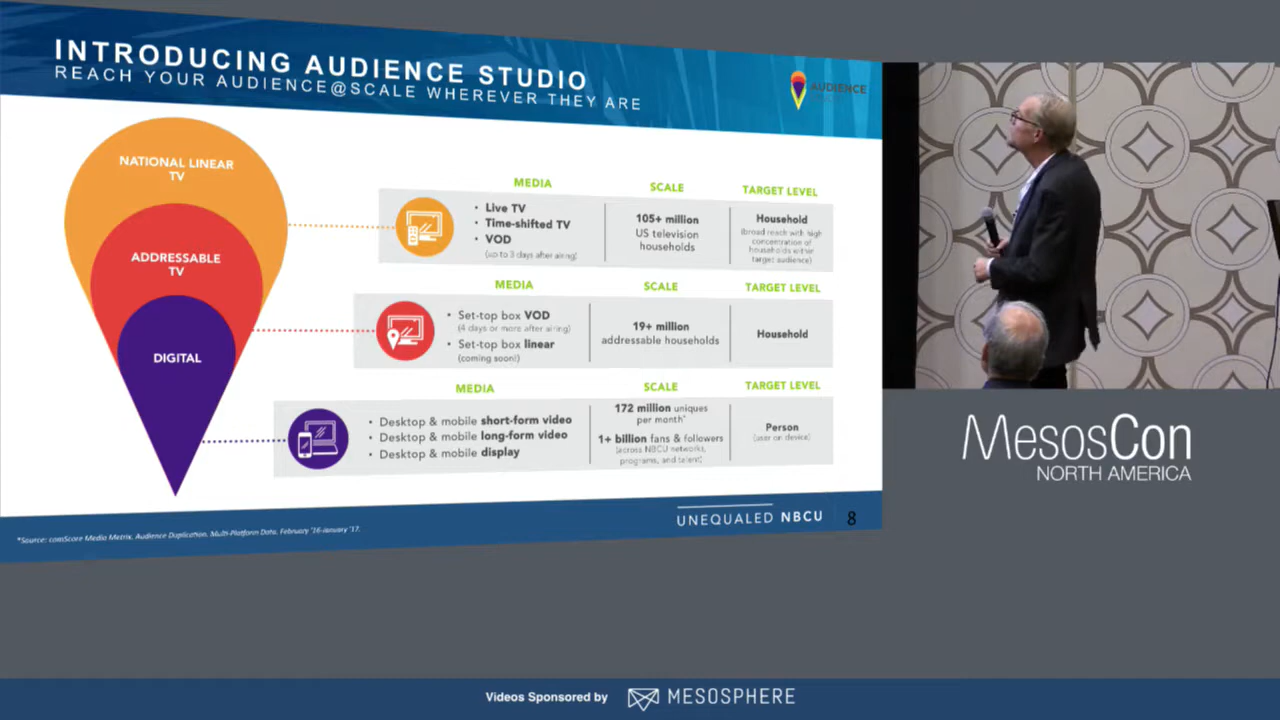 INTRODUCING AUDIENCE STUDIO
REACH YOUR AUDIENCE@SCALE WHEREVER THEY ARE
AUDIENCE
NATIONAL LINEAR
TV
ADDRESSABLE
TV
DIGITAL
MEDIA
SCALE
TARGET LEVEL
• Live TV
• Time-shifted TV
• VOD
(up to 3 days after airing)
105+ million
US television
households
Household
(broad reach with high
concentration of
households within
target audience)
MEDIA
SCALE
TARGET LEVEL
• Set-top box VOD
(4 days or more after airing)
• Set-top box linear
(coming soon!)
19+ million
addressable households
Household
MEDIA
SCALE
TARGET LEVEL
• Desktop & mobile short-form video
• Desktop & mobile long-form video
• Desktop & mobile display
172 million uniques
per month*
1+ billion fans & followers
(across NBCU networks,
programs, and talent)
Person
(user on device)
*Source: comScore Media Metrix, Audience Duplication, Multi-Platform Data, February '16-January '17.
UNEQUALED NBCU
8
MesosCon
NORTH AMERICA
Videos Sponsored by
MESOSPHERE